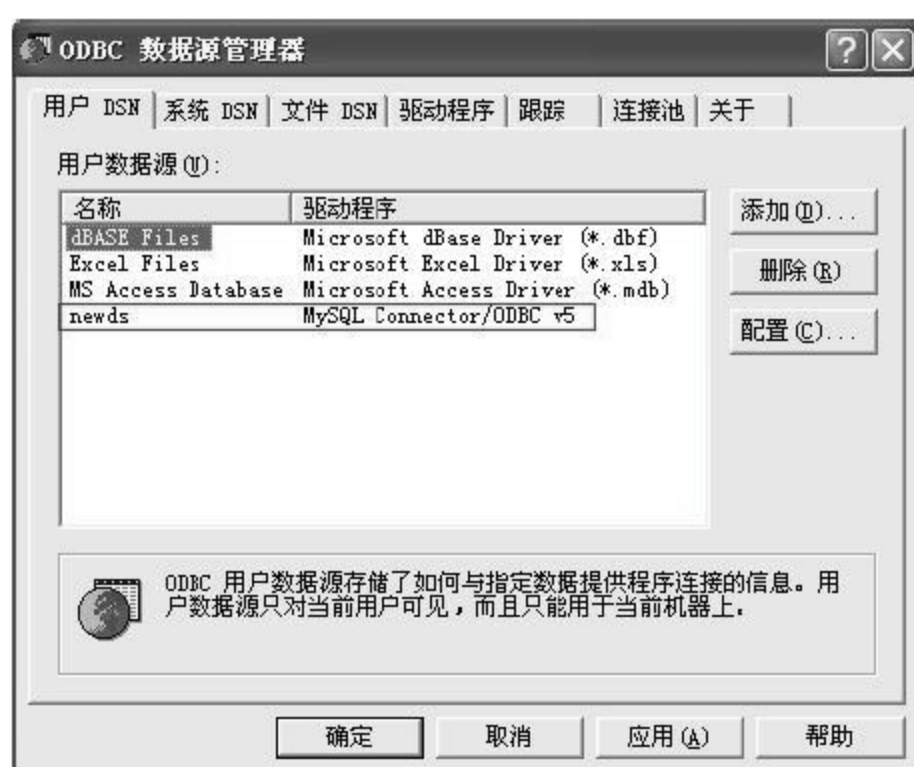 ODBC 数据源管理器
用户 DSN 系统 DSN 文件 DSN 驱动程序 跟踪 连接池 关于
用户数据源(U):
名称 驱动程序
dBASE Files Microsoft dBase Driver (*.dbf)
Excel Files Microsoft Excel Driver (*.xls)
MS Access Database Microsoft Access Driver (*.mdb)
newds MySQL Connector/ODBC v5
添加(D)...
删除(R)
配置(C)...
ODBC 用户数据源存储了如何与指定数据提供程序连接的信息。用
户数据源只对当前用户可见，而且只能用于当前机器上.
确定 取消 应用(A) 帮助